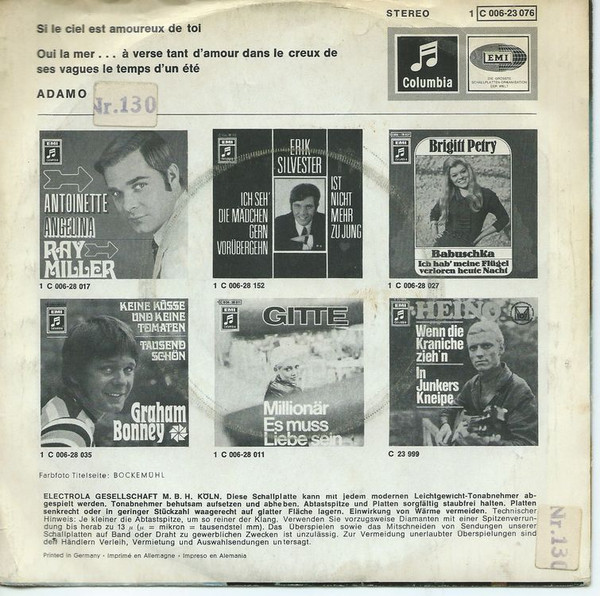 Si le ciel est amoureux de toi
STEREO 1 C 006-23 076
Oui la mer... à verse tant d'amour dans le creux de
ses vagues le temps d'un été
ADAMO
Nr.130
Columbia
EMI
EMI
ANTOINETTE
ANGELINA
RAY
MILLER
1 C 006-28 017
ERIK
SILVESTER
ICH SEH'
DIE MÄDCHEN
GERN
VORÜBERGEHN
IST
NICHT
MEHR
ZU JUNG
1 C 006-28 152
EMI
Brigitt Petry
Babuschka
Ich hab' meine Flügel
verloren heute Nacht
1 C 006-28 027
EMI
KEINE KÜSSE
UND KEINE
TOMATEN
TAUSEND
SCHÖN
Graham
Bonney
1 C 006-28 035
EMI
GITTE
Millionär
Es muss
Liebe sein
1 C 006-28 011
HEINO
Wenn die
Kraniche
zieh'n
In
Junkers
Kneipe
C 23 999
Farbfoto Titelseite: BOCKEMÜHL
ELECTROLA GESELLSCHAFT M. B. H. KÖLN, Diese Schallplatte kann mit jedem modernen Leichtgewicht-Tonabnehmer ab-
gespielt werden. Tonabnehmer behutsam aufsetzen und abheben. Abtastspitze und Platten sorgfältig staubfrei halten. Platten
senkrecht oder in geringer Stückzahl waagerecht auf glatter Fläche lagern. Einwirkung von Wärme vermeiden. Technischer
Hinweis: Je kleiner die Abtastspitze, um so reiner der Klang. Verwenden Sie vorzugsweise Diamanten mit einer Spitzenverrun-
dung bis herab zu 13 µ (µ = mikron = tausendstel mm). Das Überspielen sowie das Mitschneiden von Sendungen unserer
Schallplatten auf Band oder Draht zu gewerblichen Zwecken ist unzulässig. Zur Vermeidung unerlaubter Überspielungen sind
den Händlern Verleih, Vermietung und Auswahlsendungen untersagt.
Printed in Germany • Imprimé en Allemagne • Impreso en Alemania
Nr.130